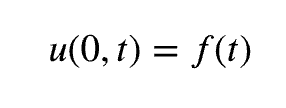 u(0, t) = f(t)